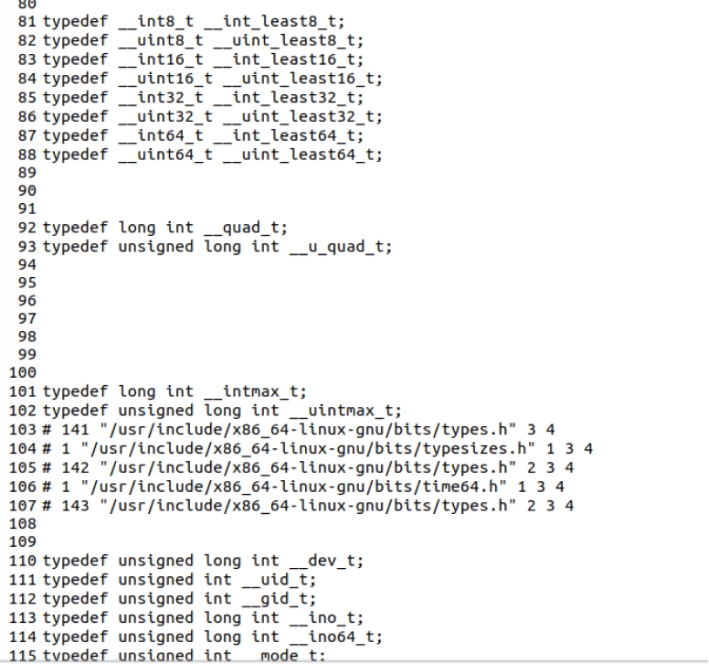 80
81 typedef __int8_t __int_least8_t;
82 typedef __uint8_t __uint_least8_t;
83 typedef __int16_t __int_least16_t;
84 typedef __uint16_t __uint_least16_t;
85 typedef __int32_t __int_least32_t;
86 typedef __uint32_t __uint_least32_t;
87 typedef __int64_t __int_least64_t;
88 typedef __uint64_t __uint_least64_t;
89
90
91
92 typedef long int __quad_t;
93 typedef unsigned long int __u_quad_t;
94
95
96
97
98
99
100
101 typedef long int __intmax_t;
102 typedef unsigned long int __uintmax_t;
103 # 141 "/usr/include/x86_64-linux-gnu/bits/types.h" 3 4
104 # 1 "/usr/include/x86_64-linux-gnu/bits/typesizes.h" 1 3 4
105 # 142 "/usr/include/x86_64-linux-gnu/bits/types.h" 2 3 4
106 # 1 "/usr/include/x86_64-linux-gnu/bits/time64.h" 1 3 4
107 # 143 "/usr/include/x86_64-linux-gnu/bits/types.h" 2 3 4
108
109
110 typedef unsigned long int __dev_t;
111 typedef unsigned int __uid_t;
112 typedef unsigned int __gid_t;
113 typedef unsigned long int __ino_t;
114 typedef unsigned long int __ino64_t;
115 typedef unsigned int __mode_t;